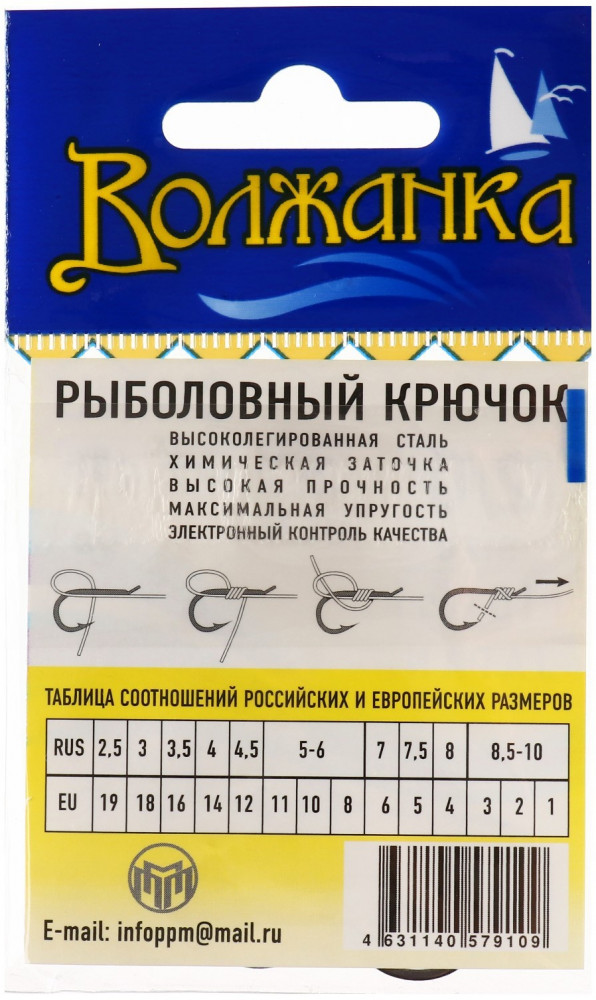 Волжанка
РЫБОЛОВНЫЙ КРЮЧОК
ВЫСОКОЛЕГИРОВАННАЯ СТАЛЬ
ХИМИЧЕСКАЯ ЗАТОЧКА
ВЫСОКАЯ ПРОЧНОСТЬ
МАКСИМАЛЬНАЯ УПРУГОСТЬ
ЭЛЕКТРОННЫЙ КОНТРОЛЬ КАЧЕСТВА
ТАБЛИЦА СООТНОШЕНИЙ РОССИЙСКИХ И ЕВРОПЕЙСКИХ РАЗМЕРОВ
RUS 2,5 3 3,5 4 4,5 5-6 7 7,5 8 8,5-10
EU 19 18 16 14 12 11 10 8 6 5 4 3 2 1
E-mail: infoppm@mail.ru
4 631140 579109